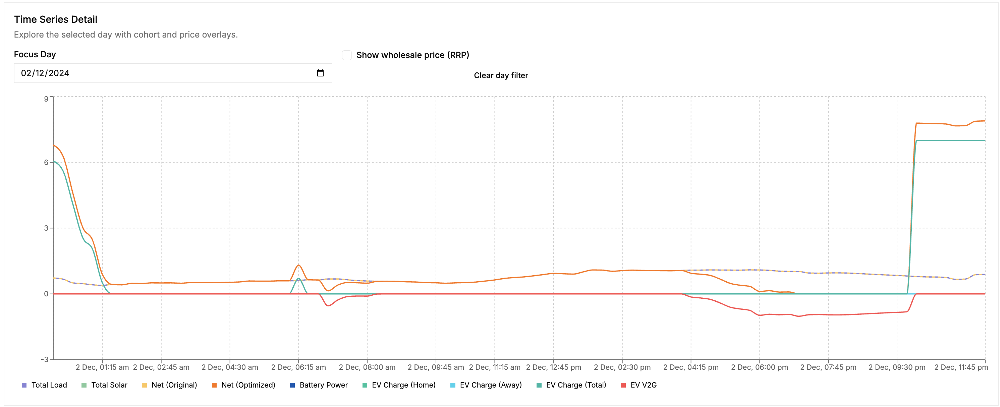 Time Series Detail
Explore the selected day with cohort and price overlays.
Focus Day
Show wholesale price (RRP)
02/12/2024
Clear day filter
9
6
3
0
-3
2 Dec, 01:15 am 2 Dec, 02:45 am 2 Dec, 04:30 am 2 Dec, 06:15 am 2 Dec, 08:00 am 2 Dec, 09:45 am 2 Dec, 11:15 am 2 Dec, 12:45 pm 2 Dec, 02:30 pm 2 Dec, 04:15 pm 2 Dec, 06:00 pm 2 Dec, 07:45 pm 2 Dec, 09:30 pm 2 Dec, 11:45 pm
Total Load Total Solar Net (Original) Net (Optimized) Battery Power EV Charge (Home) EV Charge (Away) EV Charge (Total) EV V2G